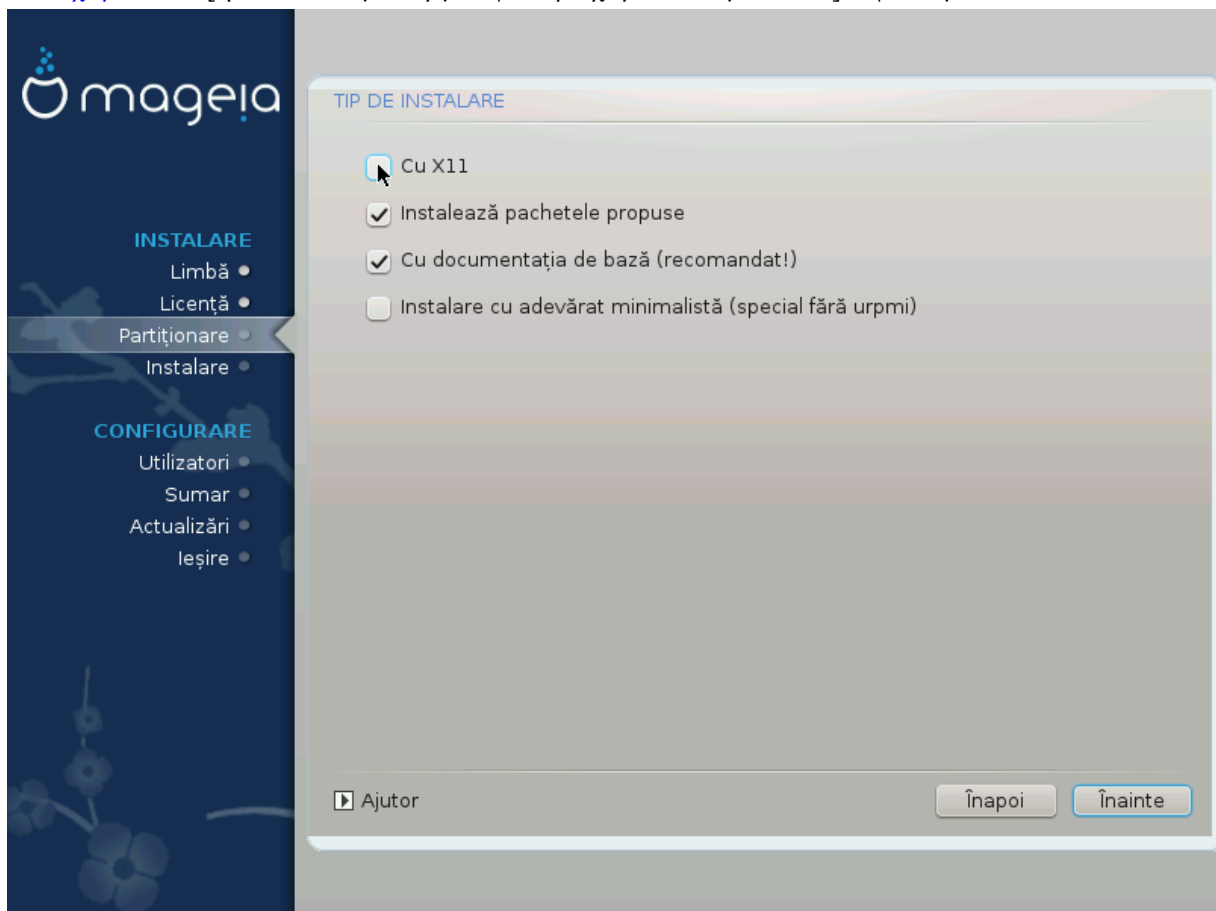 mageia
TIP DE INSTALARE
Cu X11
Instalează pachetele propuse
Cu documentația de bază (recomandat!)
Instalare cu adevărat minimalistă (special fără urpmi)
INSTALARE
Limbă
Licență
Partiționare
Instalare
CONFIGURARE
Utilizatori
Sumar
Actualizări
Ieșire
Ajutor
Înapoi
Înainte